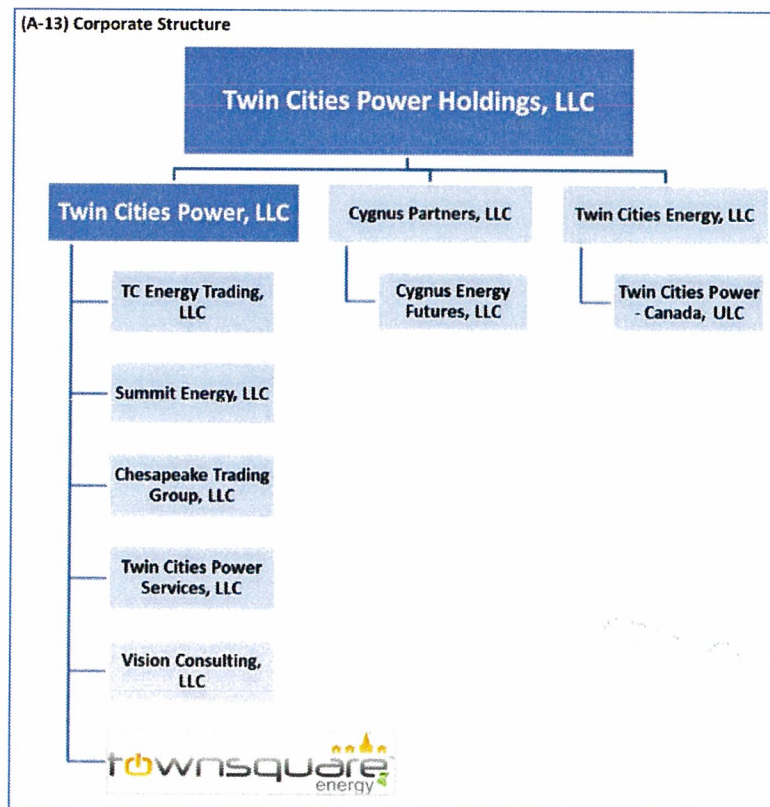 (A-13) Corporate Structure
Twin Cities Power Holdings, LLC
Twin Cities Power, LLC
Cygnus Partners, LLC
Twin Cities Energy, LLC
TC Energy Trading,
LLC
Cygnus Energy
Futures, LLC
Twin Cities Power
- Canada, ULC
Summit Energy, LLC
Chesapeake Trading
Group, LLC
Twin Cities Power
Services, LLC
Vision Consulting,
LLC
townsquare
energy